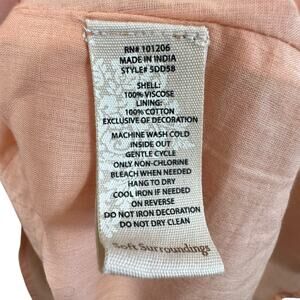 RN# 101206
MADE IN INDIA
STYLE# 5DD58
SHELL:
100% VISCOSE
LINING:
100% COTTON
EXCLUSIVE OF DECORATION
MACHINE WASH COLD
INSIDE OUT
GENTLE CYCLE
ONLY NON-CHLORINE
BLEACH WHEN NEEDED
HANG TO DRY
COOL IRON IF NEEDED
ON REVERSE
DO NOT IRON DECORATION
DO NOT DRY CLEAN
Soft Surroundings